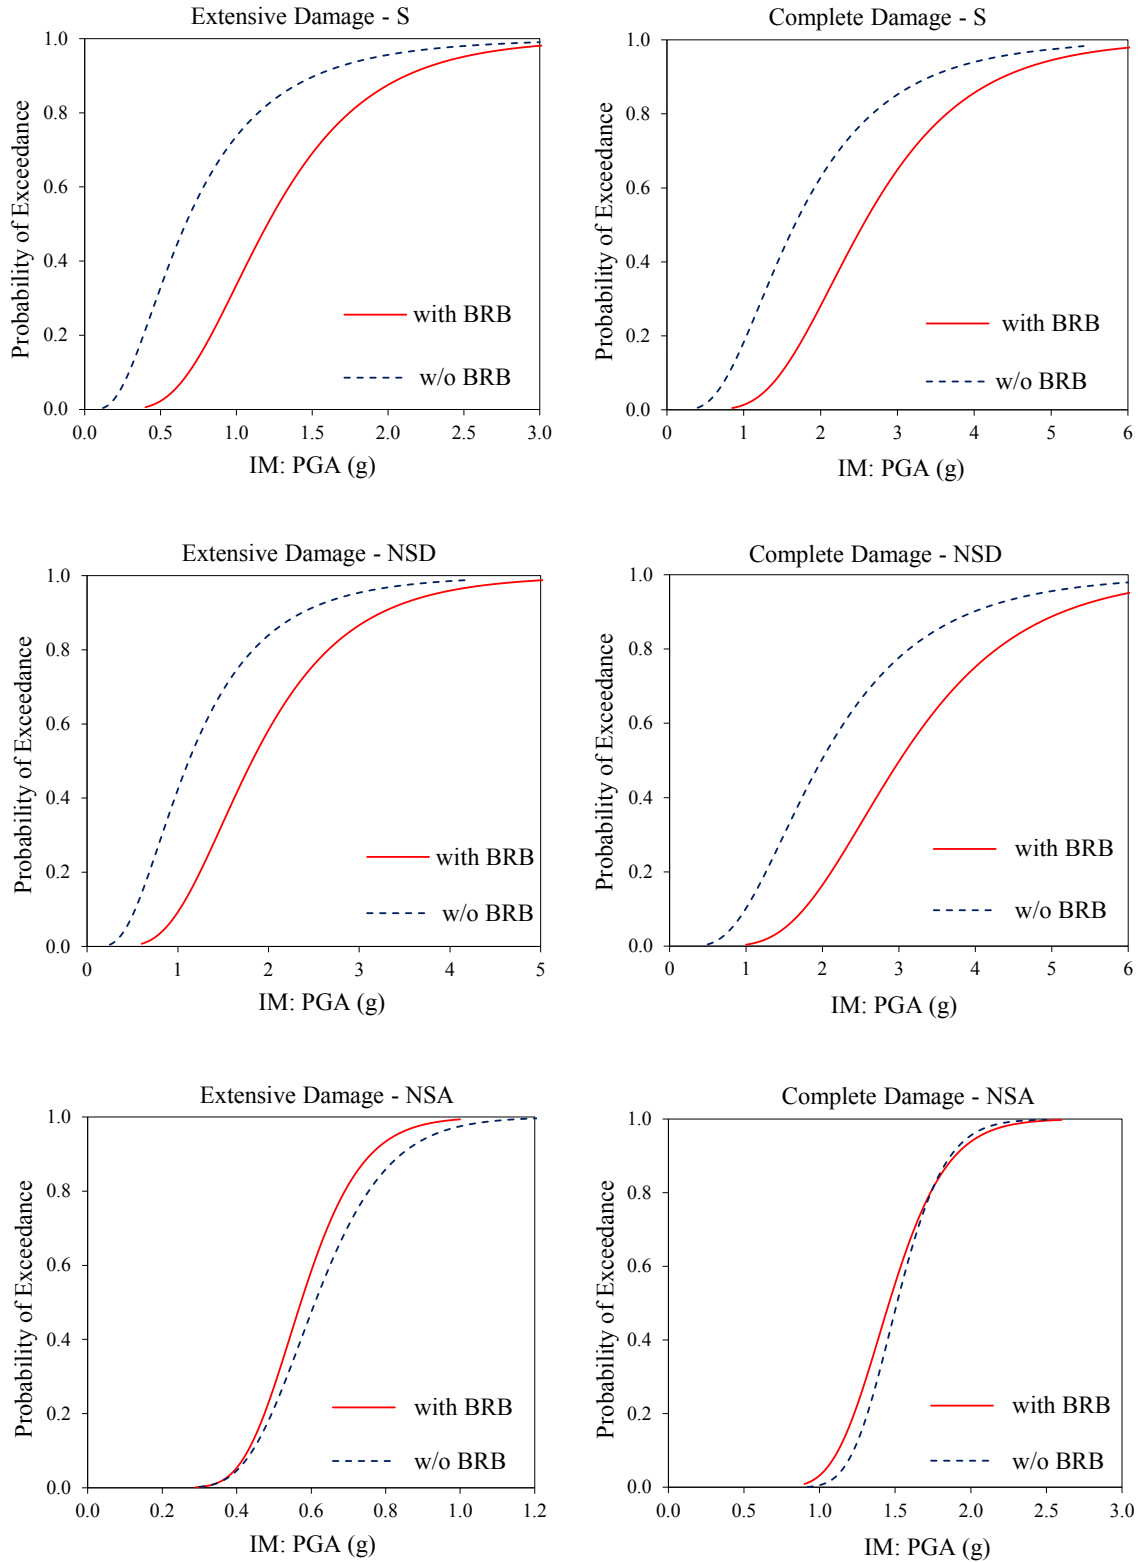 Extensive Damage - S
Probability of Exceedance
1.0
0.8
0.6
0.4
0.2
0.0
0.0 0.5 1.0 1.5 2.0 2.5 3.0
with BRB
w/o BRB
IM: PGA (g)
Complete Damage - S
Probability of Exceedance
1.0
0.8
0.6
0.4
0.2
0.0
0 1 2 3 4 5 6
with BRB
w/o BRB
IM: PGA (g)
Extensive Damage - NSD
Probability of Exceedance
1.0
0.8
0.6
0.4
0.2
0.0
0 1 2 3 4 5
with BRB
w/o BRB
IM: PGA (g)
Complete Damage - NSD
Probability of Exceedance
1.0
0.8
0.6
0.4
0.2
0.0
0 1 2 3 4 5 6
with BRB
w/o BRB
IM: PGA (g)
Extensive Damage - NSA
Probability of Exceedance
1.0
0.8
0.6
0.4
0.2
0.0
0.0 0.2 0.4 0.6 0.8 1.0 1.2
with BRB
w/o BRB
IM: PGA (g)
Complete Damage - NSA
Probability of Exceedance
1.0
0.8
0.6
0.4
0.2
0.0
0.0 0.5 1.0 1.5 2.0 2.5 3.0
with BRB
w/o BRB
IM: PGA (g)